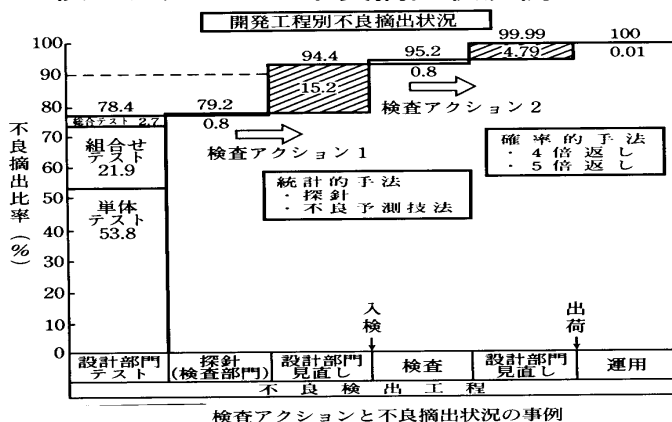 開発工程別不良摘出状況
不良摘出比率(%)
100
90
80
70
60
50
40
30
20
10
0
78.4
総合テスト 2.7
組合せ
テスト
21.9
単体
テスト
53.8
79.2
0.8
検査アクション1
94.4
15.2
95.2
0.8
検査アクション2
99.99
4.79
100
0.01
統計的手法
・探針
・不良予測技法
確率的手法
・4倍返し
・5倍返し
入検
出荷
設計部門
テスト
探針
(検査部門)
設計部門
見直し
検査
設計部門
見直し
運用
不良検出工程
検査アクションと不良摘出状況の事例